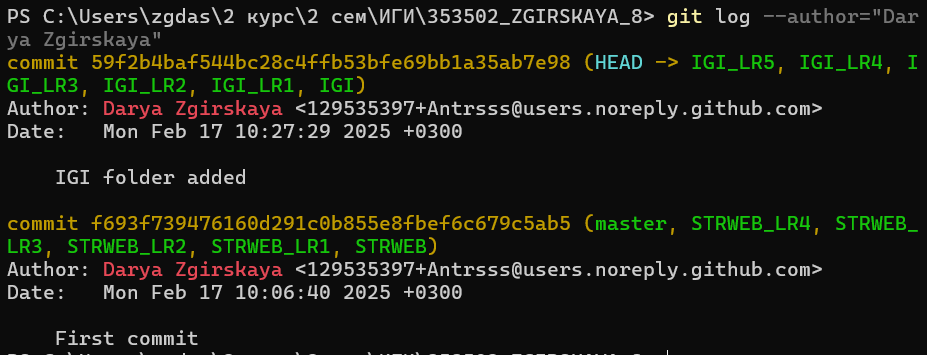 PS C:\Users\zgdas\2 курс\2 сем\ИГИ\353502_ZGIRSKAYA_8> git log --author="Dar
ya Zgirskaya"
commit 59f2b4baf544bc28c4ffb53bfe69bb1a35ab7e98 (HEAD -> IGI_LR5, IGI_LR4, I
GI_LR3, IGI_LR2, IGI_LR1, IGI)
Author: Darya Zgirskaya <129535397+Antrsss@users.noreply.github.com>
Date:   Mon Feb 17 10:27:29 2025 +0300
    IGI folder added
commit f693f739476160d291c0b855e8fbef6c679c5ab5 (master, STRWEB_LR4, STRWEB_
LR3, STRWEB_LR2, STRWEB_LR1, STRWEB)
Author: Darya Zgirskaya <129535397+Antrsss@users.noreply.github.com>
Date:   Mon Feb 17 10:06:40 2025 +0300
    First commit